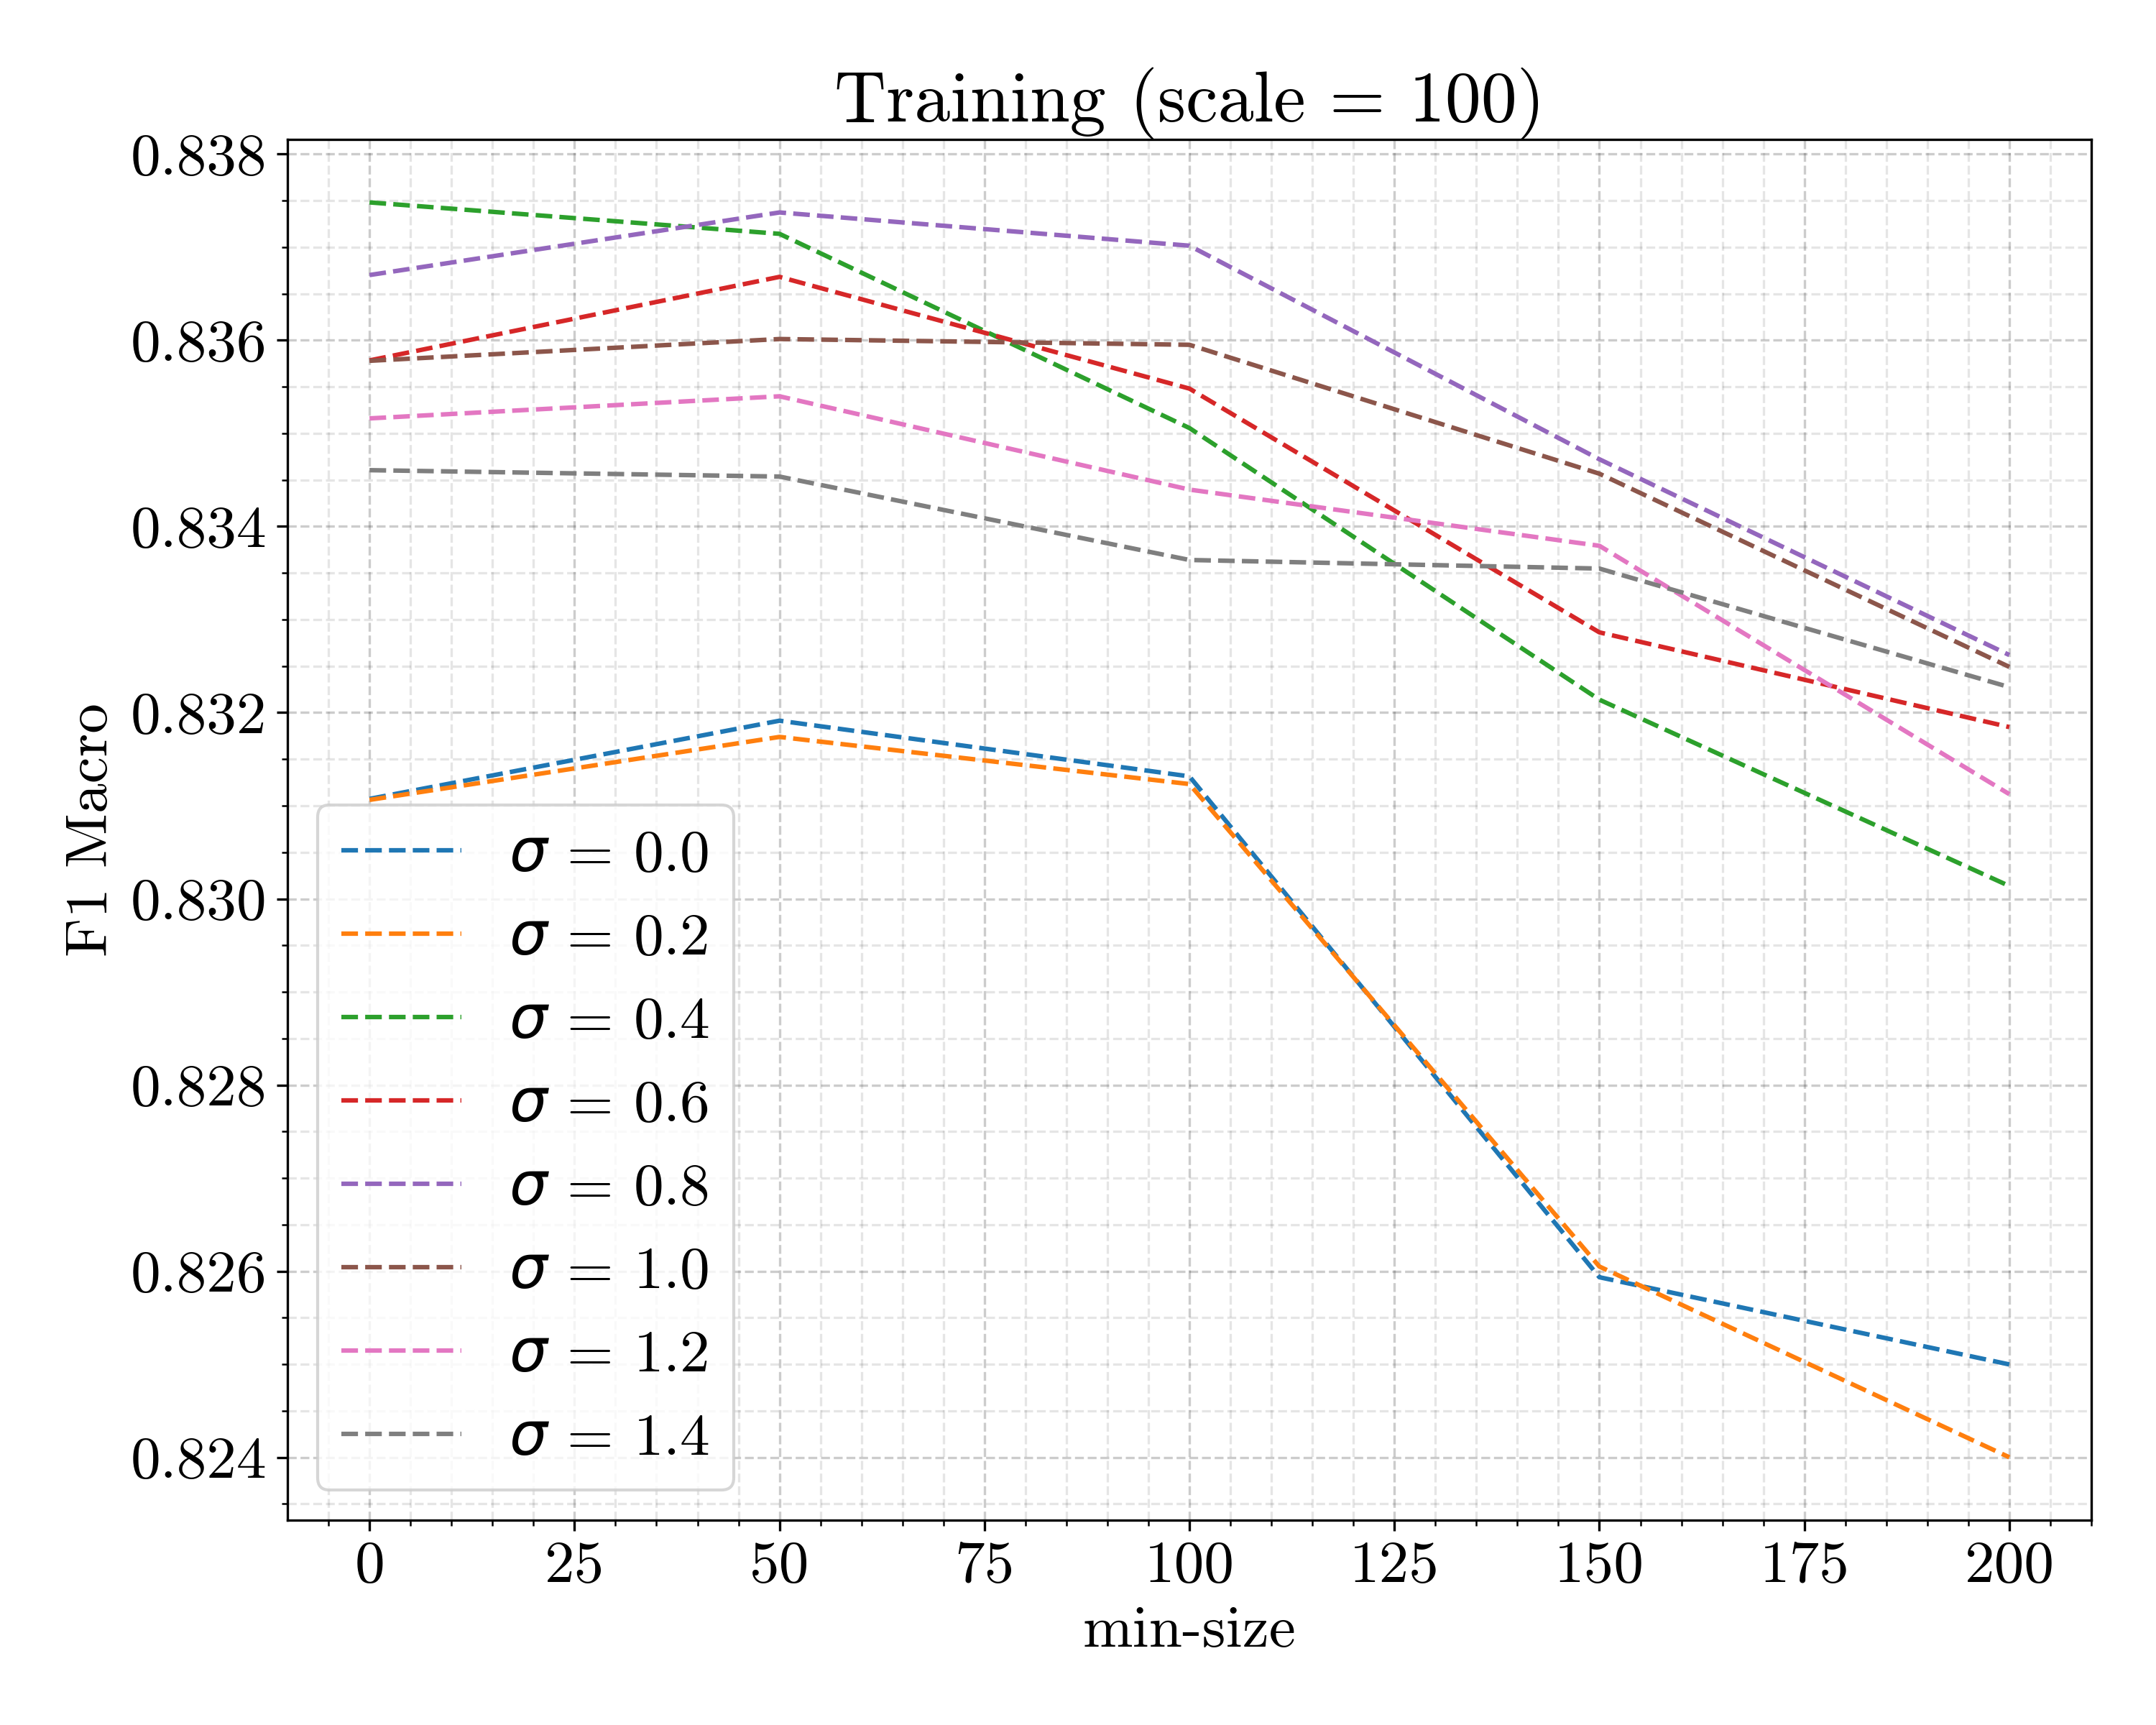 Training (scale = 100)
F1 Macro
0.838
0.836
0.834
0.832
0.830
0.828
0.826
0.824
σ = 0.0
σ = 0.2
σ = 0.4
σ = 0.6
σ = 0.8
σ = 1.0
σ = 1.2
σ = 1.4
0 25 50 75 100 125 150 175 200
min-size